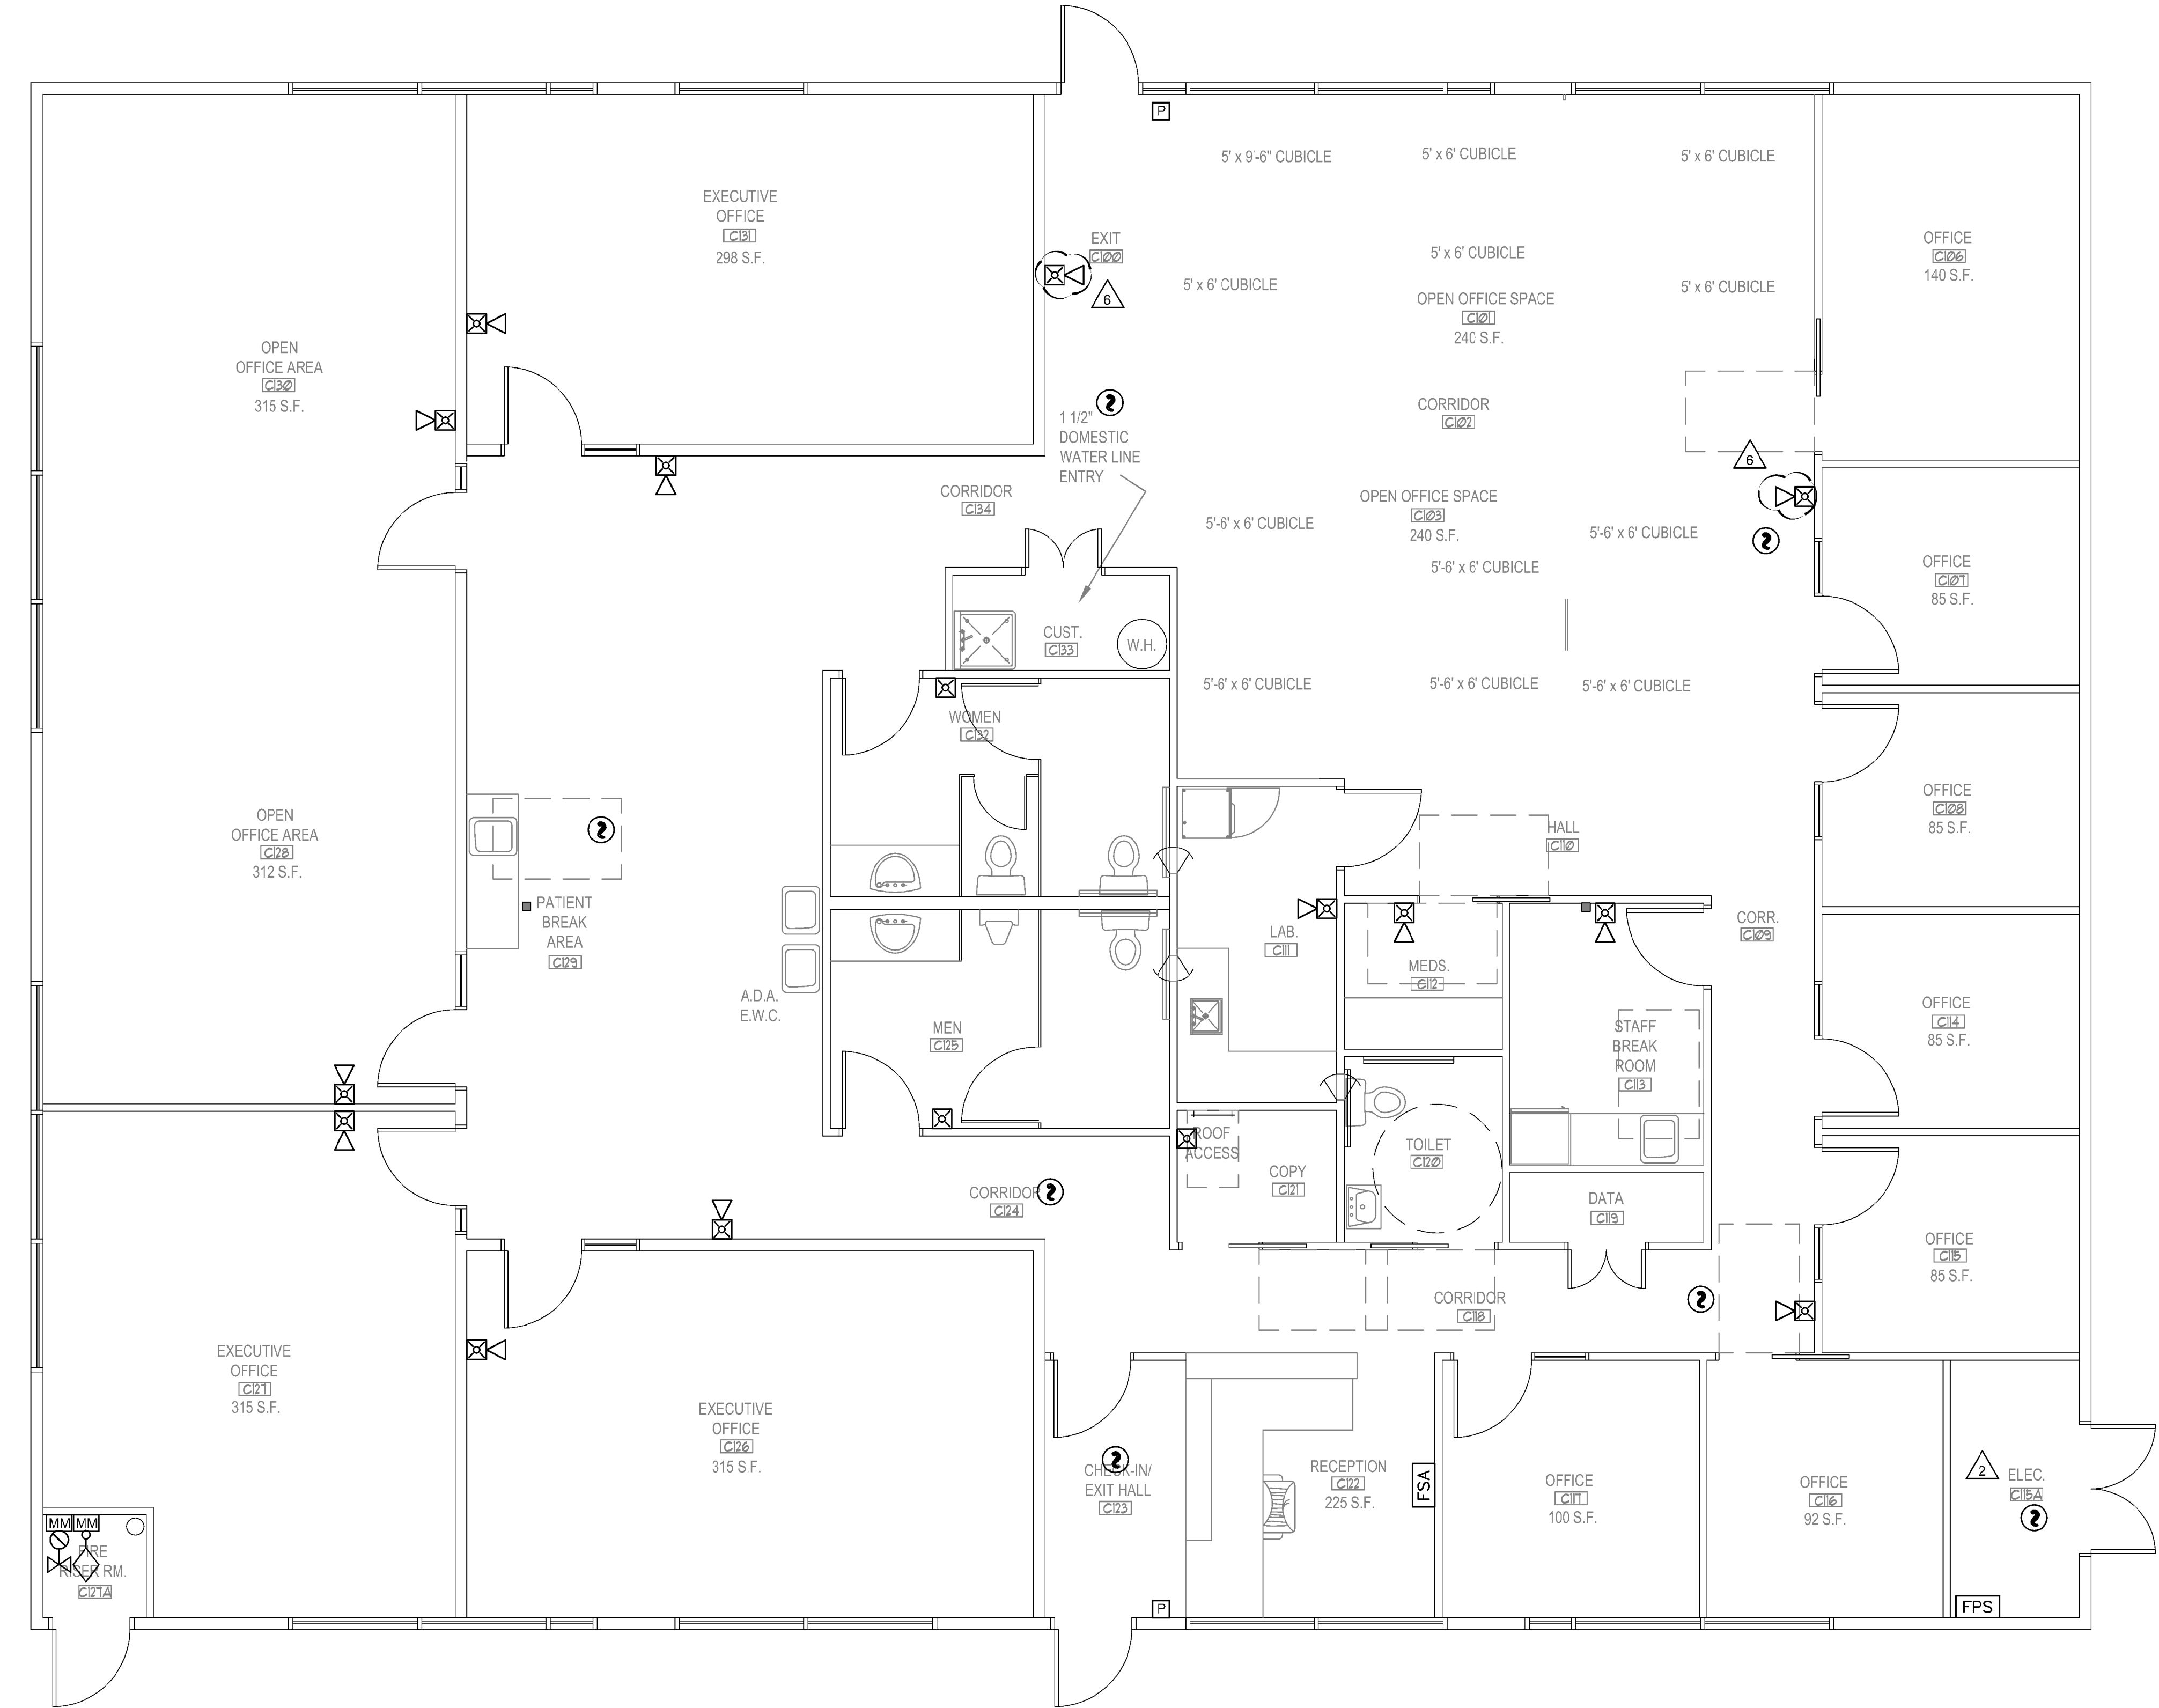 P
5' x 9'-6" CUBICLE
5' x 6' CUBICLE
5' x 6' CUBICLE
EXECUTIVE
OFFICE
C131
298 S.F.
EXIT
C100
6
5' x 6' CUBICLE
5' x 6' CUBICLE
5' x 6' CUBICLE
OPEN OFFICE SPACE
C101
240 S.F.
OFFICE
C106
140 S.F.
OPEN
OFFICE AREA
C130
315 S.F.
1 1/2"
DOMESTIC
WATER LINE
ENTRY
CORRIDOR
C102
6
CORRIDOR
C134
OPEN OFFICE SPACE
C103
240 S.F.
5'-6' x 6' CUBICLE
5'-6' x 6' CUBICLE
5'-6' x 6' CUBICLE
OFFICE
C107
85 S.F.
CUST.
C133
W.H.
5'-6' x 6' CUBICLE
5'-6' x 6' CUBICLE
5'-6' x 6' CUBICLE
WOMEN
C132
OPEN
OFFICE AREA
C128
312 S.F.
HALL
C110
OFFICE
C108
85 S.F.
PATIENT
BREAK
AREA
C129
LAB.
C111
CORR.
C109
MEDS.
C112
A.D.A.
E.W.C.
MEN
C125
STAFF
BREAK
ROOM
C113
OFFICE
C114
85 S.F.
ROOF
ACCESS
COPY
C121
TOILET
C120
CORRIDOR
C124
DATA
C119
OFFICE
C115
85 S.F.
CORRIDOR
C118
EXECUTIVE
OFFICE
C127
315 S.F.
EXECUTIVE
OFFICE
C126
315 S.F.
CHECK-IN/
EXIT HALL
C123
RECEPTION
C122
225 S.F.
FSA
OFFICE
C117
100 S.F.
OFFICE
C116
92 S.F.
2
ELEC.
C115A
MM MM
FIRE
RISER RM.
C127A
P
FPS